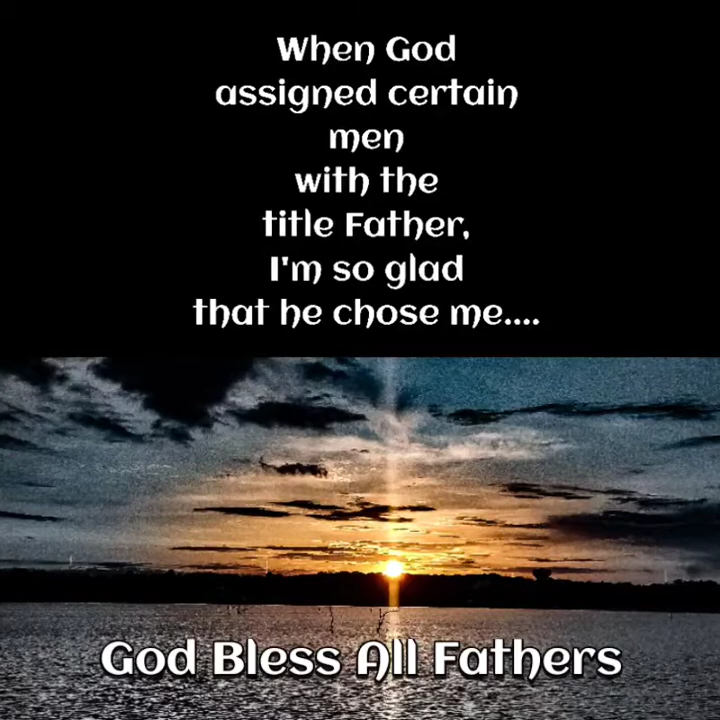 When God
assigned certain
men
with the
title Father,
I'm so glad
that he chose me....
God Bless All Fathers